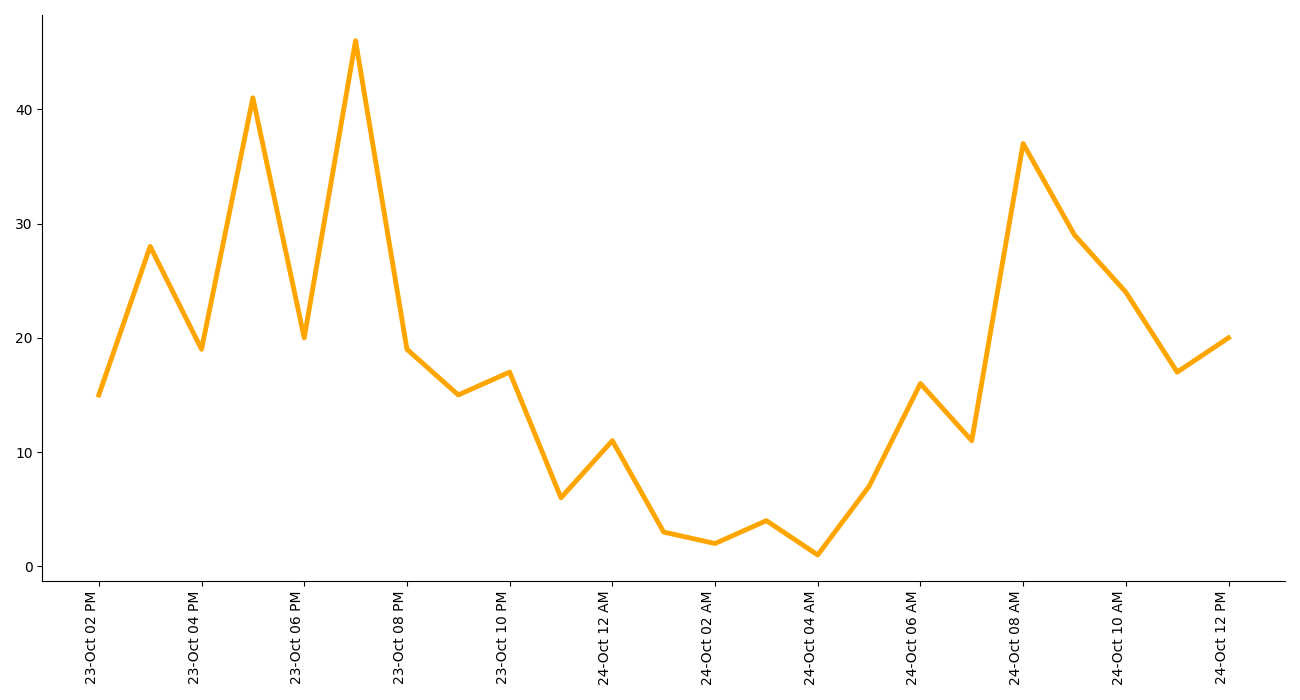 40
30
20
10
0
23-Oct 02 PM
23-Oct 04 PM
23-Oct 06 PM
23-Oct 08 PM
23-Oct 10 PM
24-Oct 12 AM
24-Oct 02 AM
24-Oct 04 AM
24-Oct 06 AM
24-Oct 08 AM
24-Oct 10 AM
24-Oct 12 PM